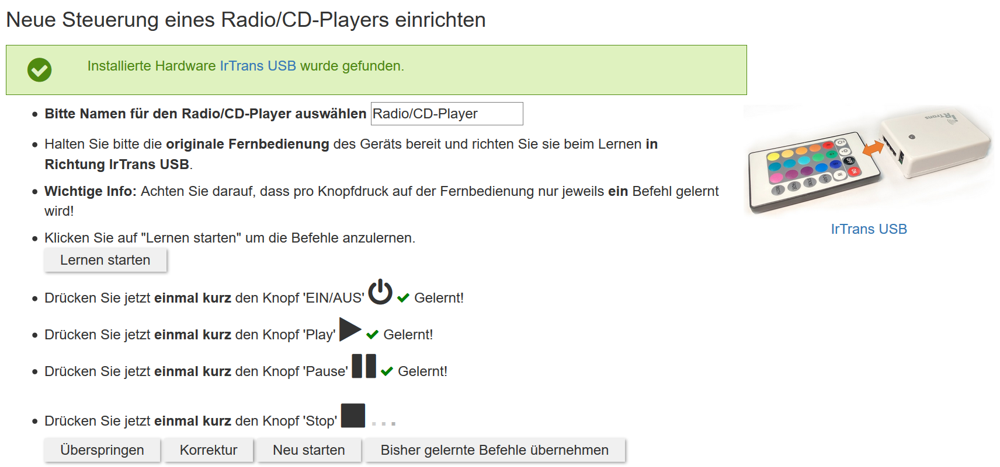 Neue Steuerung eines Radio/CD-Players einrichten
Installierte Hardware IrTrans USB wurde gefunden.
Bitte Namen für den Radio/CD-Player auswählen Radio/CD-Player
Halten Sie bitte die originale Fernbedienung des Geräts bereit und richten Sie sie beim Lernen in
Richtung IrTrans USB.
Wichtige Info: Achten Sie darauf, dass pro Knopfdruck auf der Fernbedienung nur jeweils ein Befehl gelernt
wird!
Klicken Sie auf "Lernen starten" um die Befehle anzulernen.
Lernen starten
IRTrans
OFF
ON
W
IrTrans USB
Drücken Sie jetzt einmal kurz den Knopf 'EIN/AUS' Gelernt!
Drücken Sie jetzt einmal kurz den Knopf 'Play' Gelernt!
Drücken Sie jetzt einmal kurz den Knopf 'Pause' Gelernt!
Drücken Sie jetzt einmal kurz den Knopf 'Stop' ...
Überspringen
Korrektur
Neu starten
Bisher gelernte Befehle übernehmen